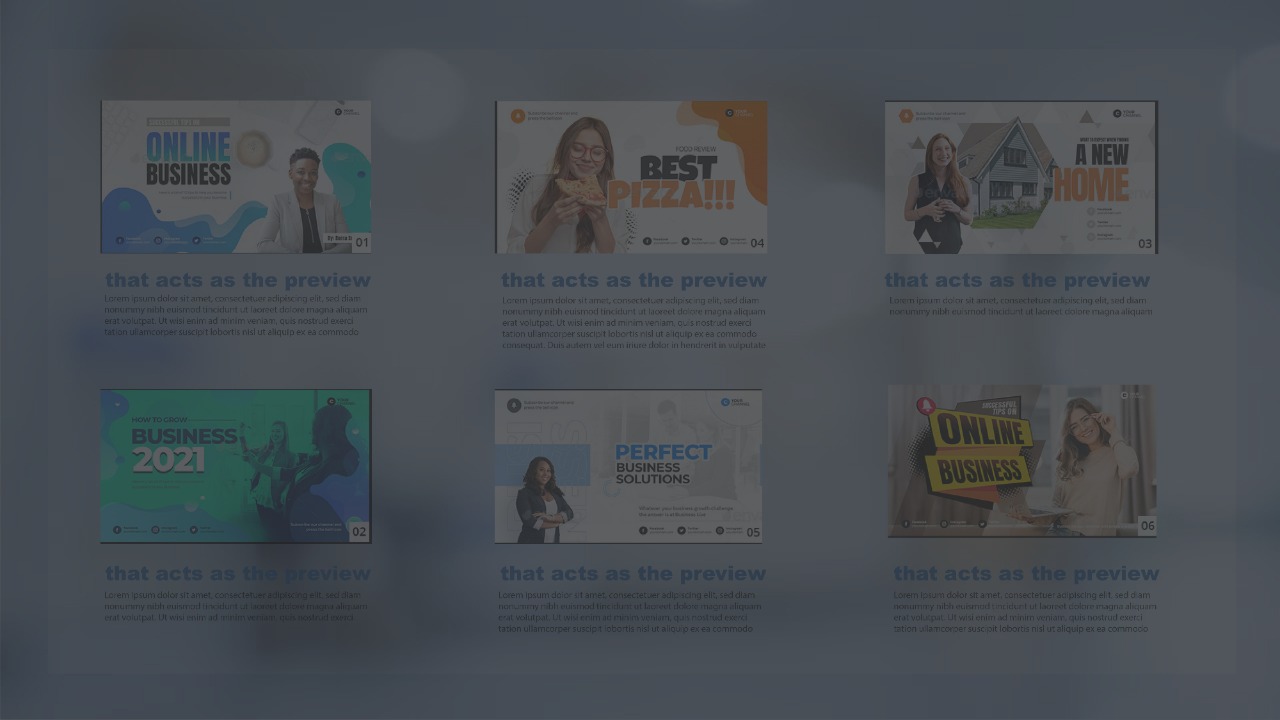 SUCCESSFUL TIPS ON
ONLINE
BUSINESS
01
that acts as the preview
Lorem ipsum dolor sit amet, consectetuer adipiscing elit, sed diam
nonummy nibh euismod tincidunt ut laoreet dolore magna aliquam
erat volutpat. Ut wisi enim ad minim veniam, quis nostrud exerci
tation ullamcorper suscipit lobortis nisl ut aliquip ex ea commodo
FOOD REVIEW
BEST
PIZZA!!!
04
that acts as the preview
Lorem ipsum dolor sit amet, consectetuer adipiscing elit, sed diam
nonummy nibh euismod tincidunt ut laoreet dolore magna aliquam
erat volutpat. Ut wisi enim ad minim veniam, quis nostrud exerci
tation ullamcorper suscipit lobortis nisl ut aliquip ex ea commodo
consequat. Duis autem vel eum iriure dolor in hendrerit in vulputate
A NEW
HOME
03
that acts as the preview
Lorem ipsum dolor sit amet, consectetuer adipiscing elit, sed diam
nonummy nibh euismod tincidunt ut laoreet dolore magna aliquam
HOW TO GROW
BUSINESS
2021
02
that acts as the preview
Lorem ipsum dolor sit amet, consectetuer adipiscing elit, sed diam
nonummy nibh euismod tincidunt ut laoreet dolore magna aliquam
erat volutpat. Ut wisi enim ad minim veniam, quis nostrud exerci
YOUR
PERFECT
BUSINESS
SOLUTIONS
05
that acts as the preview
Lorem ipsum dolor sit amet, consectetuer adipiscing elit, sed diam
nonummy nibh euismod tincidunt ut laoreet dolore magna aliquam
erat volutpat. Ut wisi enim ad minim veniam, quis nostrud exerci
tation ullamcorper suscipit lobortis nisl ut aliquip ex ea commodo
SUCCESSFUL
TIPS ON
ONLINE
BUSINESS
06
that acts as the preview
Lorem ipsum dolor sit amet, consectetuer adipiscing elit, sed diam
nonummy nibh euismod tincidunt ut laoreet dolore magna aliquam
erat volutpat. Ut wisi enim ad minim veniam, quis nostrud exerci
tation ullamcorper suscipit lobortis nisl ut aliquip ex ea commodo